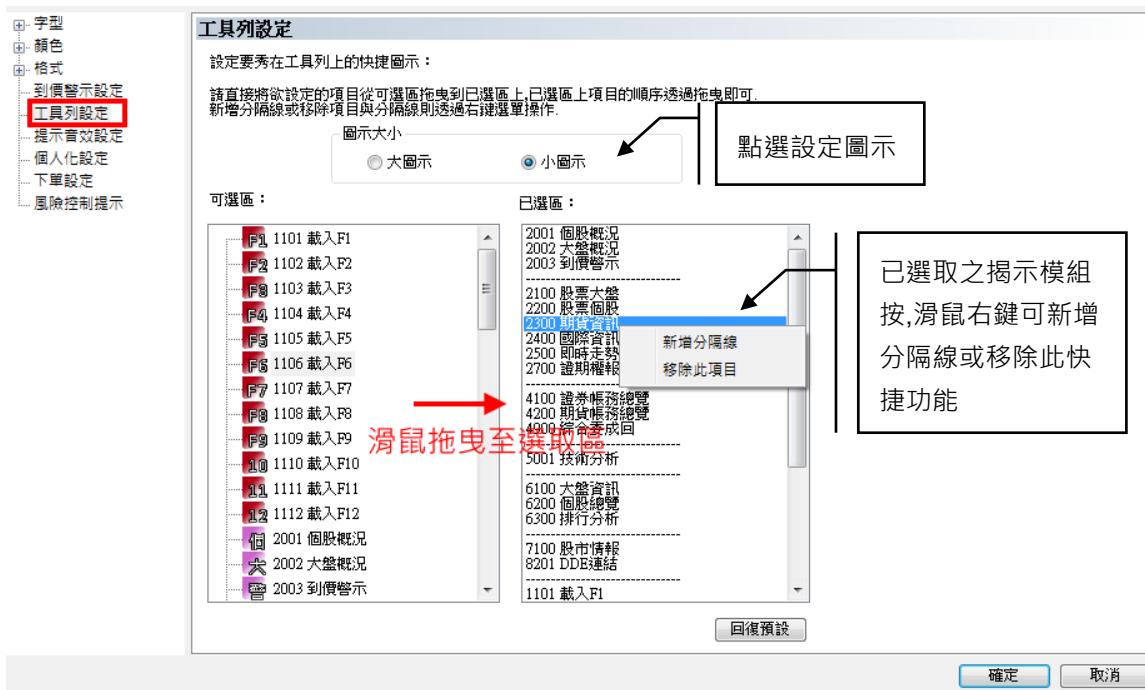 字型
顏色
格式
到價警示設定
工具列設定
提示音效設定
個人化設定
下單設定
風險控制提示
工具列設定
設定要秀在工具列上的快捷圖示：
請直接將欲設定的項目從可選區拖曳到已選區上,已選區上項目的順序透過拖曳即可.
新增分隔線或移除項目與分隔線則透過右鍵選單操作.
圖示大小
大圖示
小圖示
點選設定圖示
可選區：
F1 1101 載入F1
F2 1102 載入F2
F3 1103 載入F3
F4 1104 載入F4
F5 1105 載入F5
F6 1106 載入F6
F7 1107 載入F7
F8 1108 載入F8
F9 1109 載入F9
10 1110 載入F10
11 1111 載入F11
12 1112 載入F12
個 2001 個股概況
大 2002 大盤概況
警 2003 到價警示
滑鼠拖曳至選取區
已選區：
2001 個股概況
2002 大盤概況
2003 到價警示
2100 股票大盤
2200 股票個股
2300 期貨資訊
2400 國際資訊
2500 即時走勢
2700 證期權報
4100 證券帳務總覽
4200 期貨帳務總覽
4900 綜合委成回
5001 技術分析
6100 大盤資訊
6200 個股總覽
6300 排行分析
7100 股市情報
8201 DDE連結
1101 載入F1
新增分隔線
移除此項目
已選取之揭示模組
按,滑鼠右鍵可新增
分隔線或移除此快
捷功能
回復預設
確定
取消